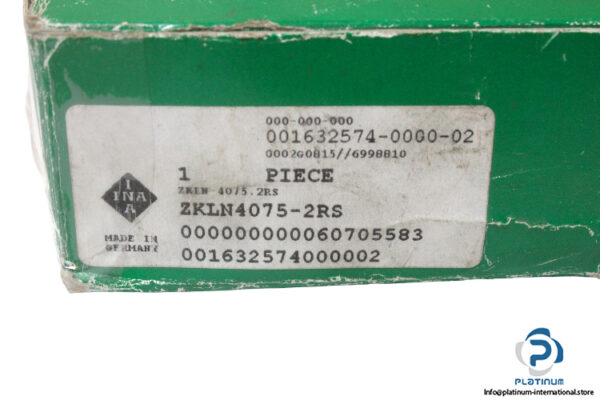 000-000-000
001632574-0000-02
0002G0815//6998810
1 PIECE
ZKLN 4075.2RS
I
INA
A
ZKLN4075-2RS
MADE IN
GERMANY
000000000060705583
001632574000002
PLATINUM
Info@platinum-international.store